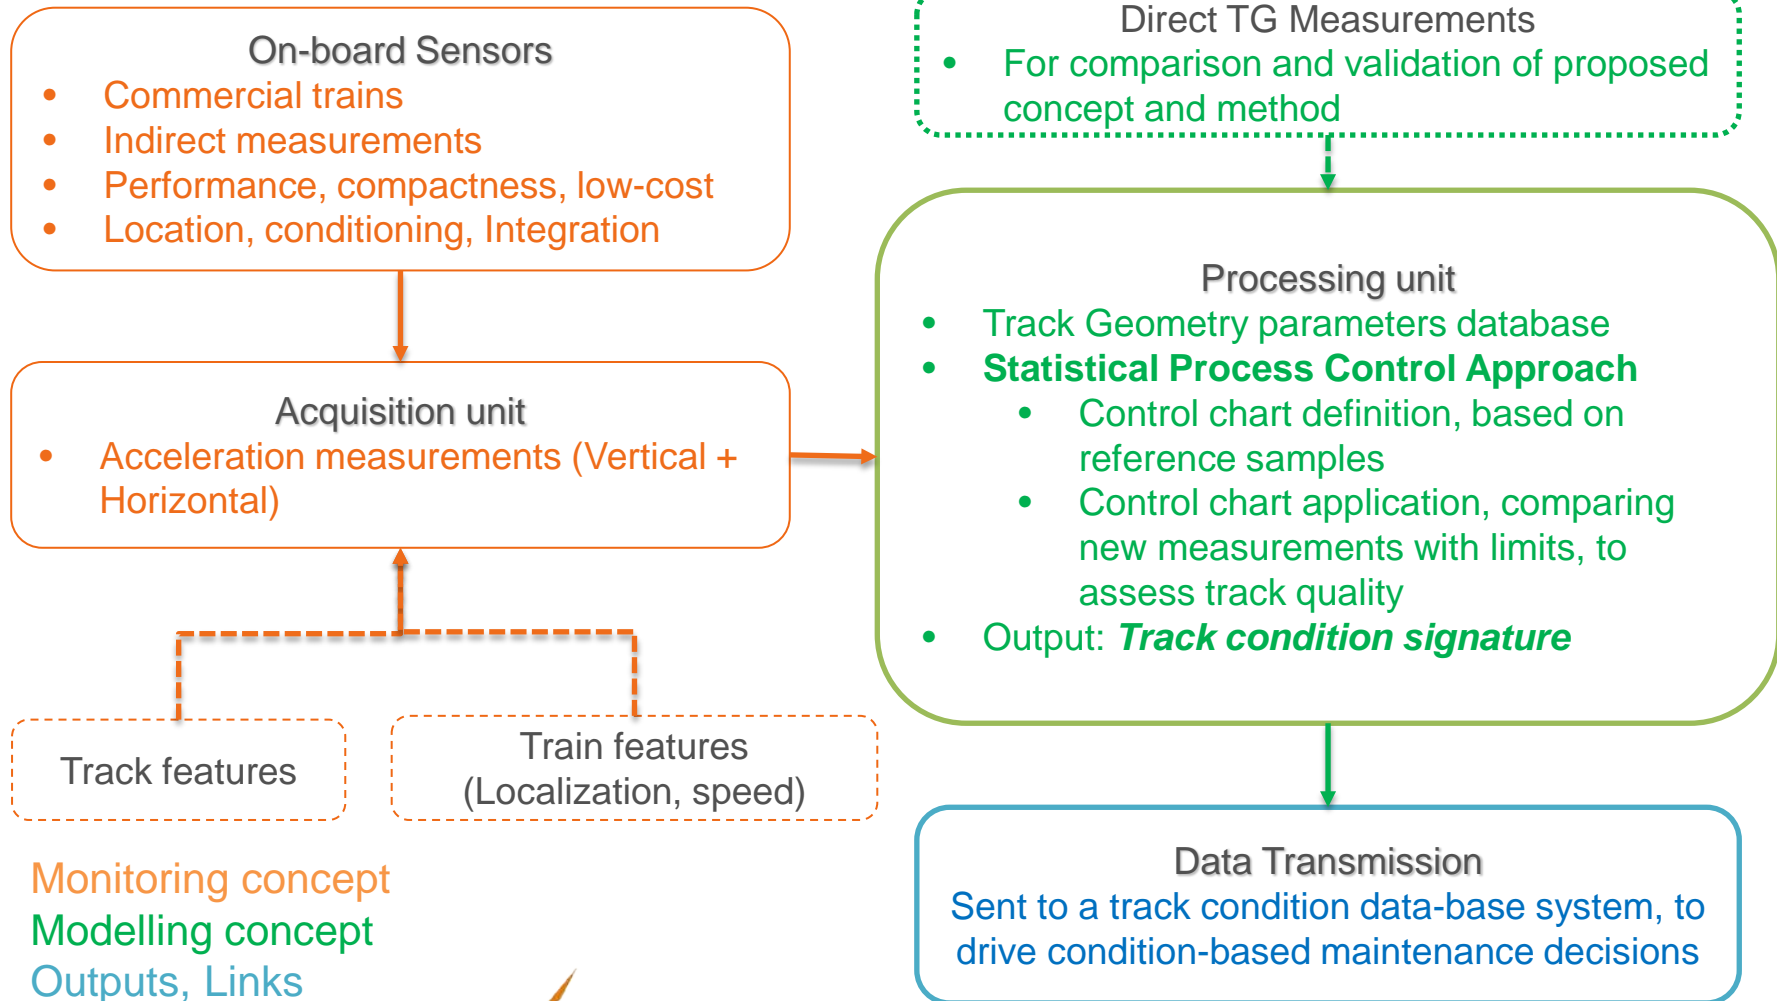 On-board Sensors
• Commercial trains
• Indirect measurements
• Performance, compactness, low-cost
• Location, conditioning, Integration
Acquisition unit
• Acceleration measurements (Vertical +
Horizontal)
Track features
Train features
(Localization, speed)
Monitoring concept
Modelling concept
Outputs, Links
Direct TG Measurements
• For comparison and validation of proposed
concept and method
Processing unit
• Track Geometry parameters database
• Statistical Process Control Approach
• Control chart definition, based on
reference samples
• Control chart application, comparing
new measurements with limits, to
assess track quality
• Output: Track condition signature
Data Transmission
Sent to a track condition data-base system, to
drive condition-based maintenance decisions